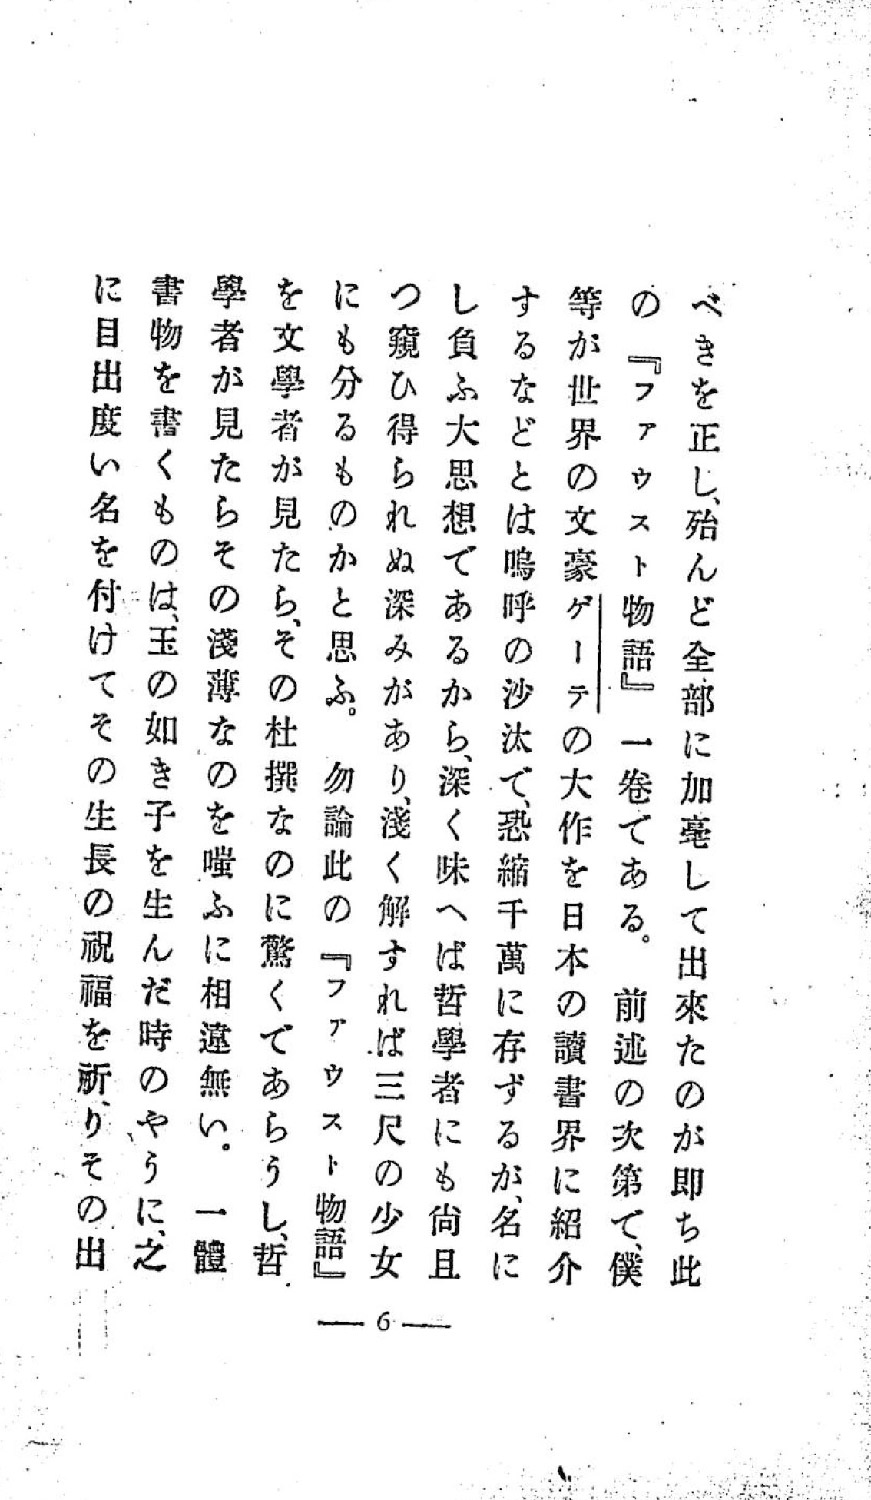 べきを正し、殆んど全部に加毫して出來たのが即ち此
の『ファウスト物語』一卷である。前述の次第で、僕
等が世界の文豪ゲーテの大作を日本の讀書界に紹介
するなどとは嗚呼の沙汰で、恐縮千萬に存ずるが、名に
し負ふ大思想であるから、深く味へば哲學者にも尙且
つ窺ひ得られぬ深みがあり、淺く解すれば三尺の少女
にも分るものかと思ふ。勿論此の『ファウスト物語』
を文學者が見たら、その杜撰なのに驚くであらうし、哲
學者が見たらその淺薄なのを嗤ふに相違無い。一體
書物を書くものは、玉の如き子を生んだ時のやうに、之
に目出度い名を付けてその生長の祝福を祈りその出
— 6 —